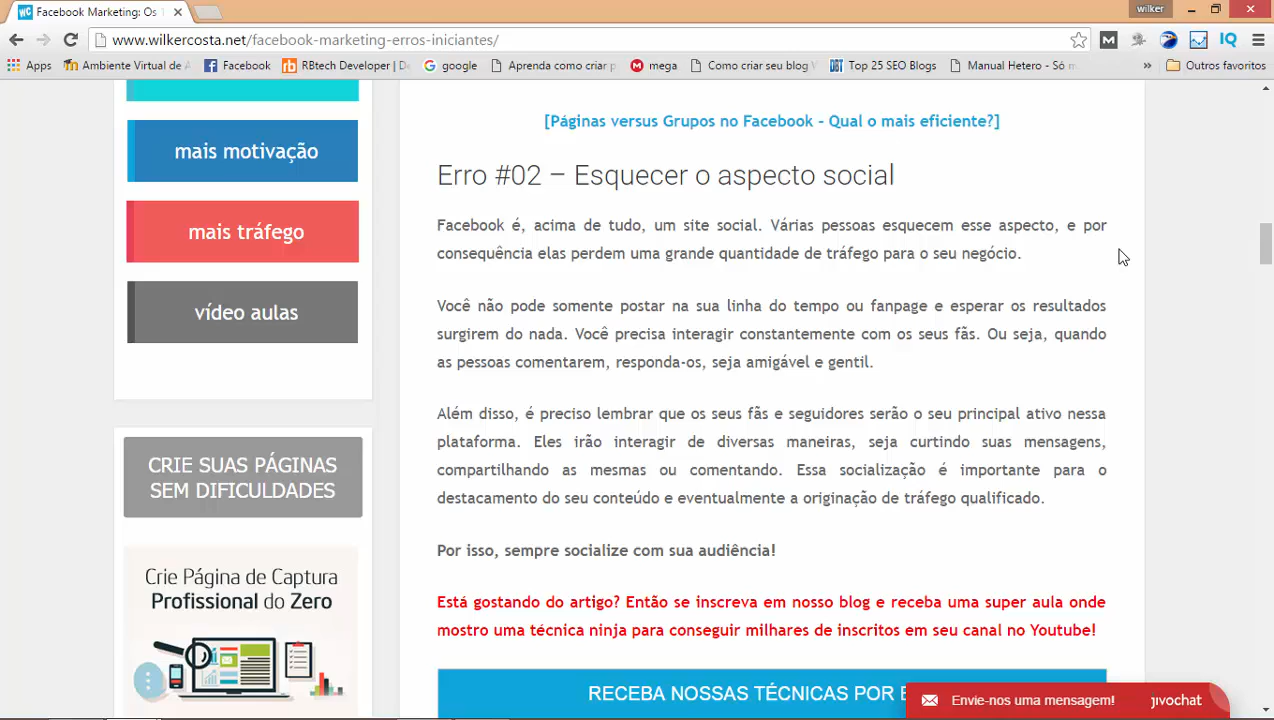 wilker
Facebook Marketing: Os
www.wilkercosta.net/facebook-marketing-erros-iniciantes/
Apps
Ambiente Virtual de
Facebook
RBtech Developer | D
google
Aprenda como criar
mega
Como criar seu blog
Top 25 SEO Blogs
Manual Hetero - Só
Outros favoritos
mais motivação
mais tráfego
vídeo aulas
CRIE SUAS PÁGINAS
SEM DIFICULDADES
Crie Página de Captura
Profissional do Zero
[Páginas versus Grupos no Facebook – Qual o mais eficiente?]
Erro #02 – Esquecer o aspecto social
Facebook é, acima de tudo, um site social. Várias pessoas esquecem esse aspecto, e por
consequência elas perdem uma grande quantidade de tráfego para o seu negócio.
Você não pode somente postar na sua linha do tempo ou fanpage e esperar os resultados
surgirem do nada. Você precisa interagir constantemente com os seus fãs. Ou seja, quando
as pessoas comentarem, responda-os, seja amigável e gentil.
Além disso, é preciso lembrar que os seus fãs e seguidores serão o seu principal ativo nessa
plataforma. Eles irão interagir de diversas maneiras, seja curtindo suas mensagens,
compartilhando as mesmas ou comentando. Essa socialização é importante para o
destacamento do seu conteúdo e eventualmente a originação de tráfego qualificado.
Por isso, sempre socialize com sua audiência!
Está gostando do artigo? Então se inscreva em nosso blog e receba uma super aula onde
mostro uma técnica ninja para conseguir milhares de inscritos em seu canal no Youtube!
RECEBA NOSSAS TÉCNICAS POR
Envie-nos uma mensagem!
jivochat